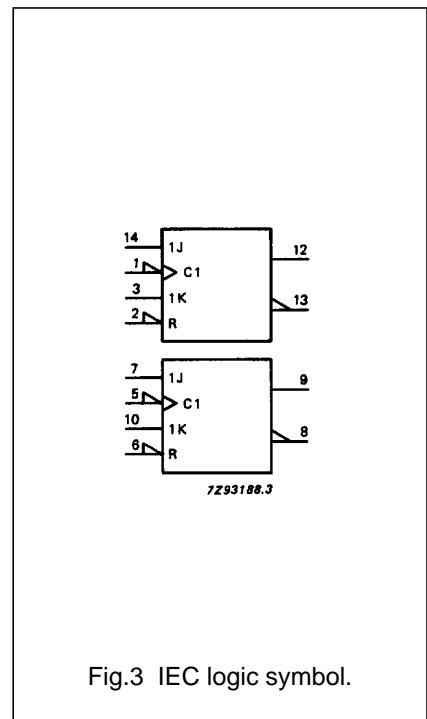 14 1J 12
1 C1
3 1K 13
2 R
7 1J 9
5 C1
10 1K 8
6 R
7Z93188.3
Fig.3 IEC logic symbol.